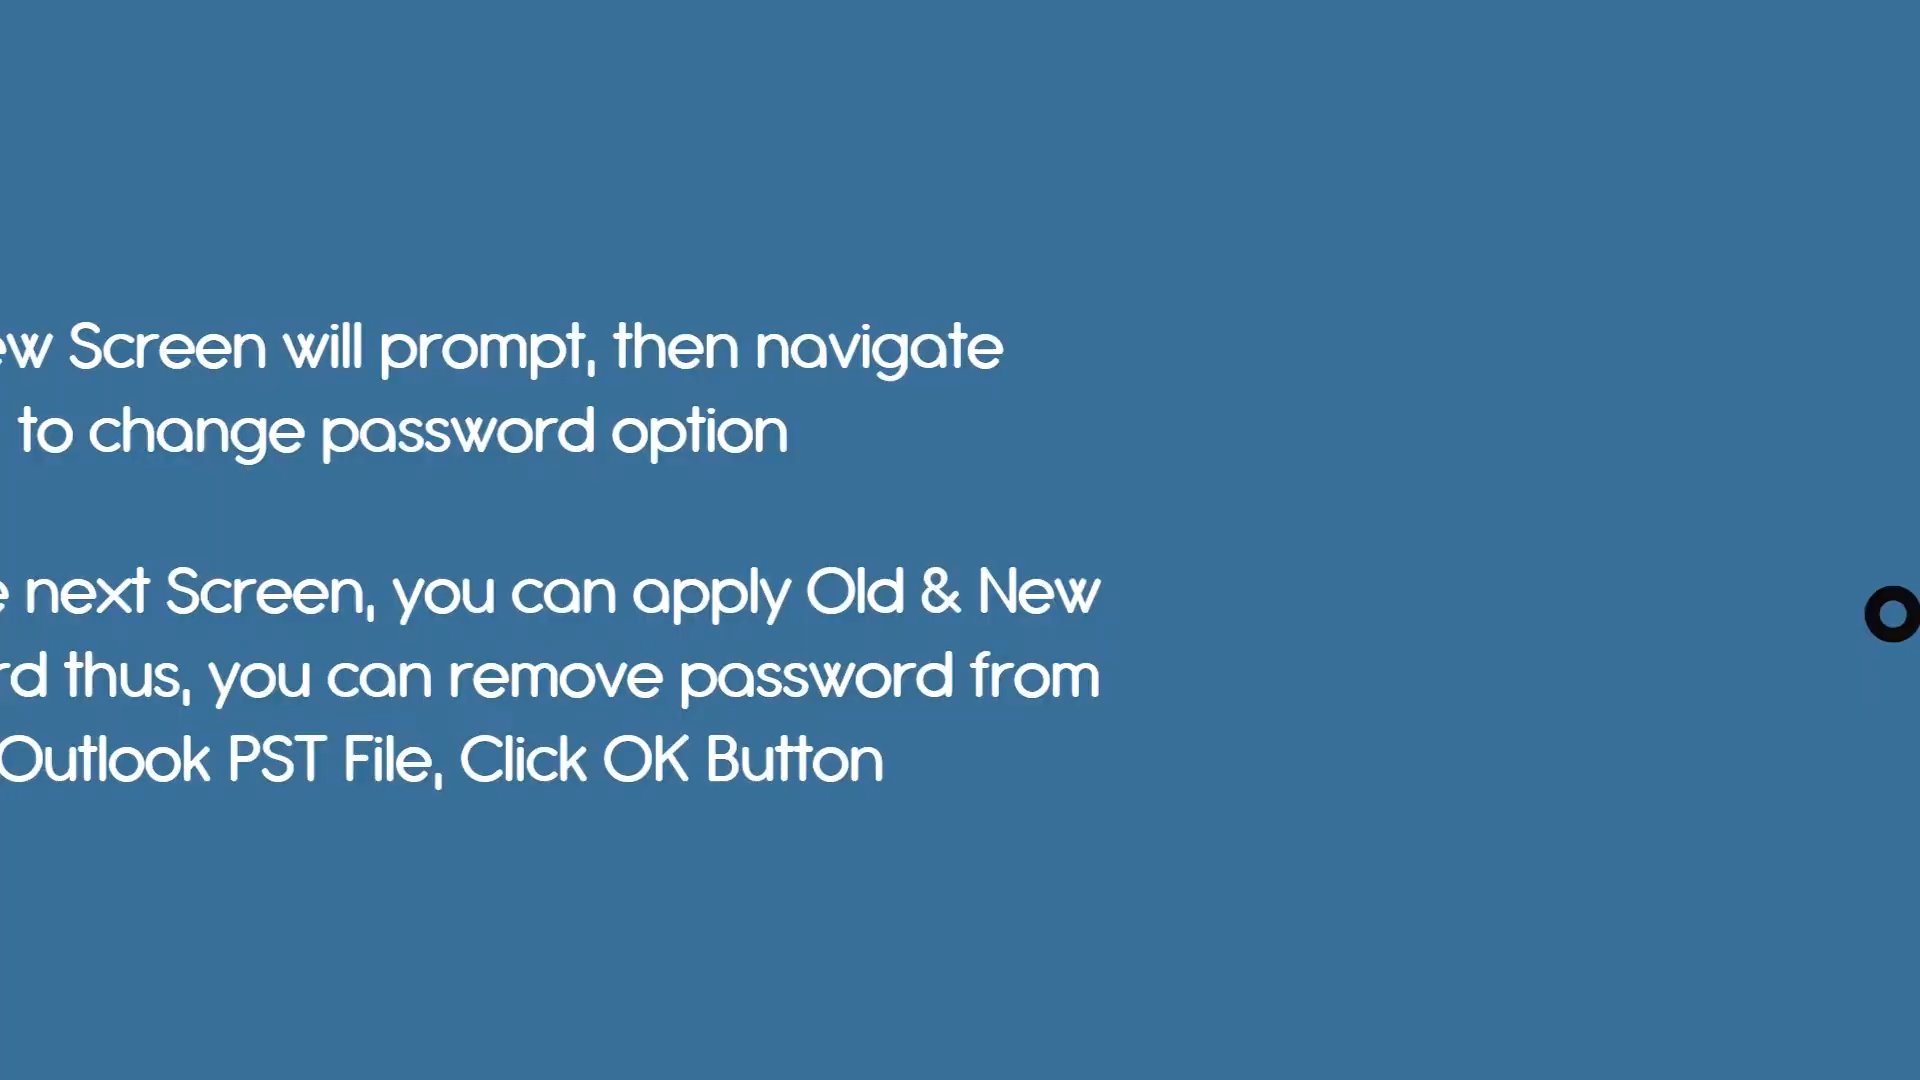 ew Screen will prompt, then navigate
to change password option
e next Screen, you can apply Old & New
rd thus, you can remove password from
Outlook PST File, Click OK Button